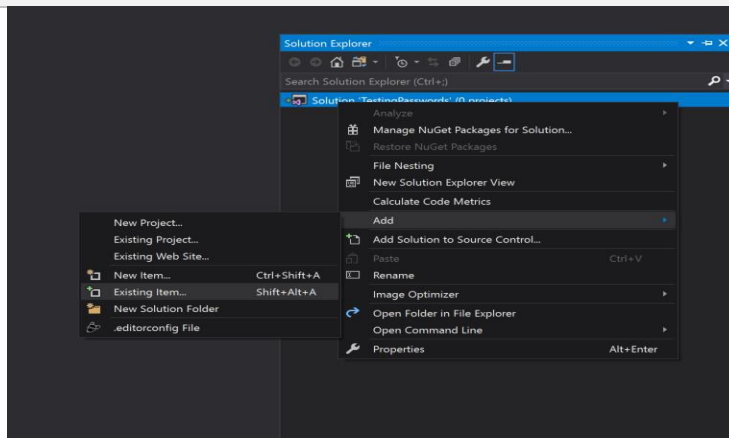 Solution Explorer
Search Solution Explorer (Ctrl+;)
Solution 'TestingPasswords' (0 projects)
Analyze
Manage NuGet Packages for Solution...
Restore NuGet Packages
File Nesting
New Solution Explorer View
Calculate Code Metrics
Add
Add Solution to Source Control...
Paste Ctrl+V
Rename
Image Optimizer
Open Folder in File Explorer
Open Command Line
Properties Alt+Enter
New Project...
Existing Project...
Existing Web Site...
New Item... Ctrl+Shift+A
Existing Item... Shift+Alt+A
New Solution Folder
.editorconfig File